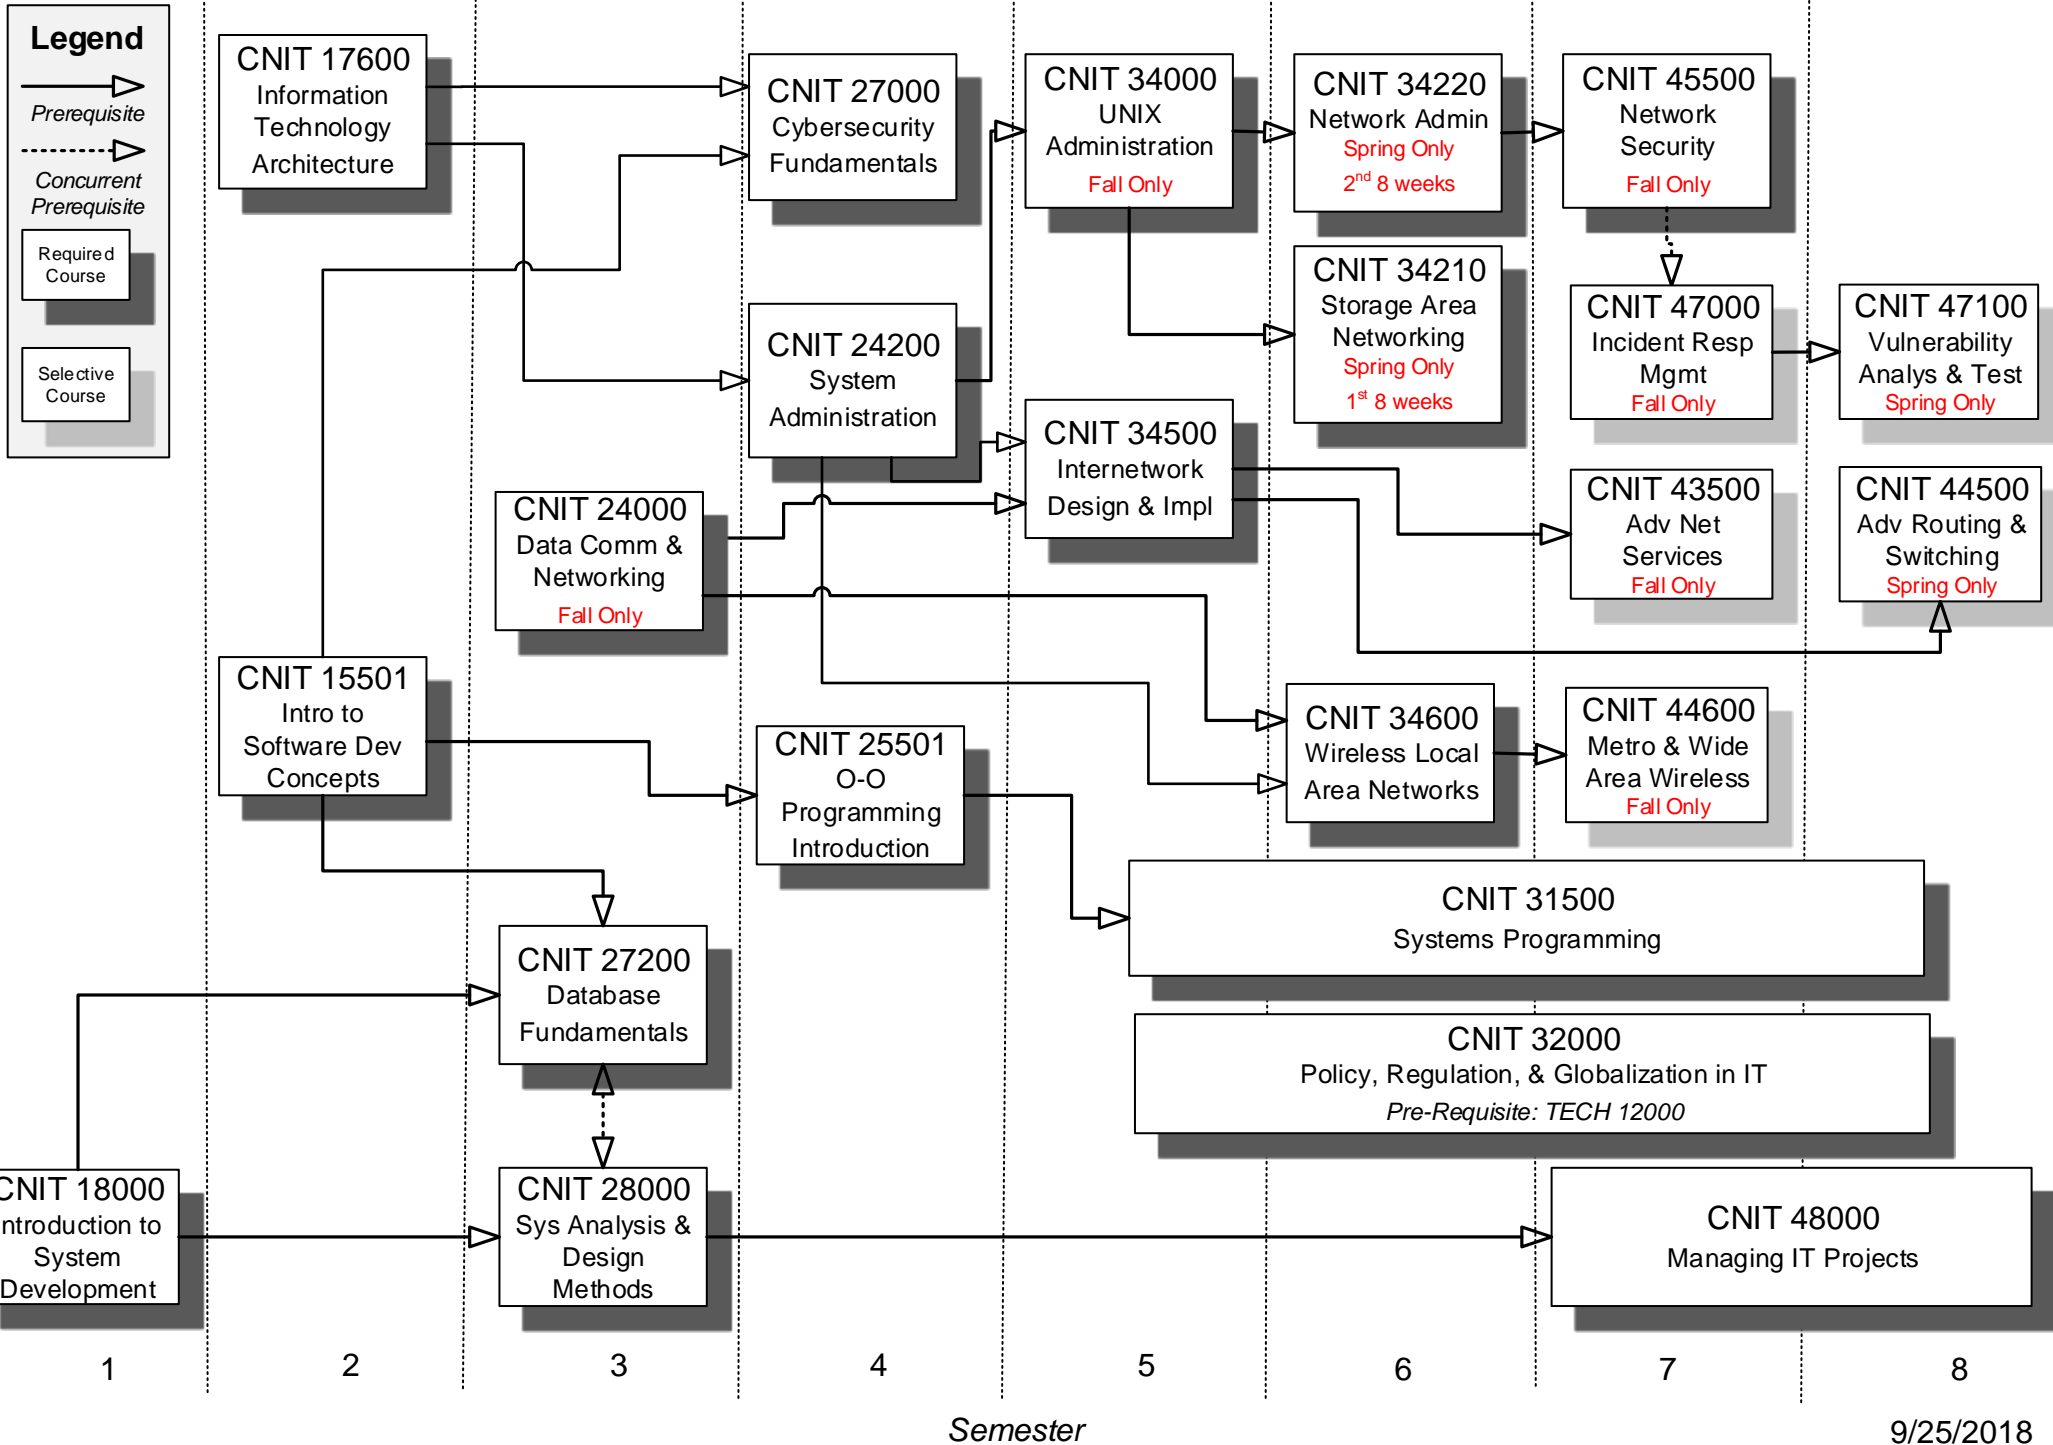 Legend
Prerequisite
Concurrent
Prerequisite
Required
Course
Selective
Course
CNIT 17600
Information
Technology
Architecture
CNIT 27000
Cybersecurity
Fundamentals
CNIT 34000
UNIX
Administration
Fall Only
CNIT 34220
Network Admin
Spring Only
2nd 8 weeks
CNIT 45500
Network
Security
Fall Only
CNIT 24200
System
Administration
CNIT 34210
Storage Area
Networking
Spring Only
1st 8 weeks
CNIT 47000
Incident Resp
Mgmt
Fall Only
CNIT 47100
Vulnerability
Analys & Test
Spring Only
CNIT 34500
Internetwork
Design & Impl
CNIT 24000
Data Comm &
Networking
Fall Only
CNIT 43500
Adv Net
Services
Fall Only
CNIT 44500
Adv Routing &
Switching
Spring Only
CNIT 15501
Intro to
Software Dev
Concepts
CNIT 25501
O-O
Programming
Introduction
CNIT 34600
Wireless Local
Area Networks
CNIT 44600
Metro & Wide
Area Wireless
Fall Only
CNIT 31500
Systems Programming
CNIT 27200
Database
Fundamentals
CNIT 32000
Policy, Regulation, & Globalization in IT
Pre-Requisite: TECH 12000
CNIT 18000
Introduction to
System
Development
CNIT 28000
Sys Analysis &
Design
Methods
CNIT 48000
Managing IT Projects
1 2 3 4 5 6 7 8
Semester
9/25/2018